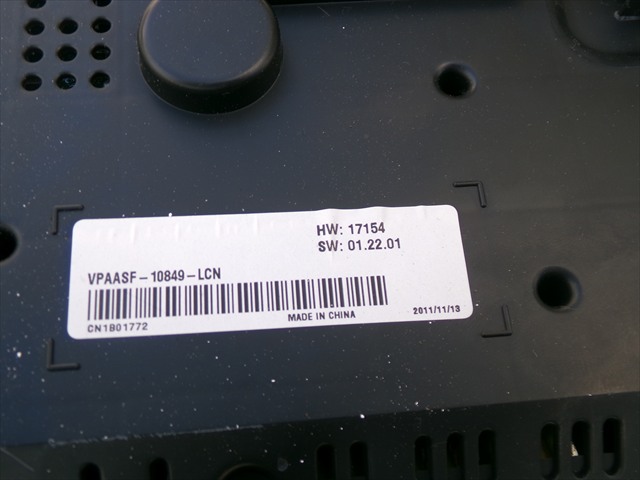 HW: 17154
SW: 01.22.01
VPAASF-10849-LCN
CN1B01772
MADE IN CHINA
2011/11/13